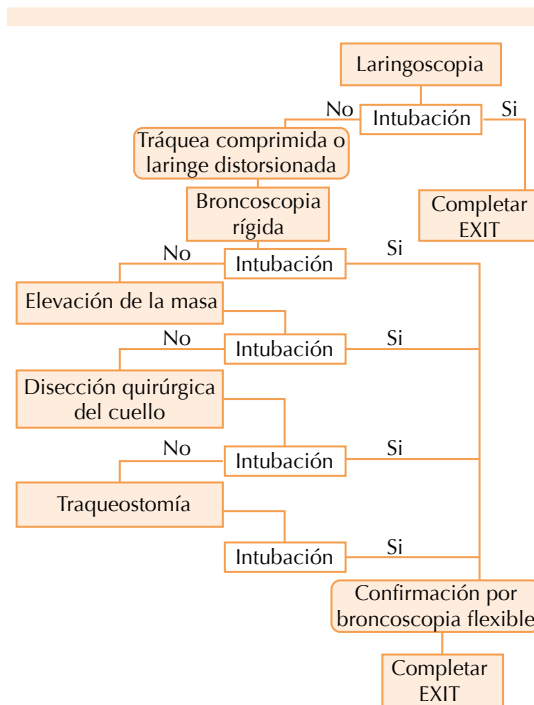 Laringoscopia
No
Intubación
Si
Tráquea comprimida o
laringe distorsionada
Completar
EXIT
Broncoscopia
rígida
No
Intubación
Si
Elevación de la masa
No
Intubación
Si
Disección quirúrgica
del cuello
No
Intubación
Si
Traqueostomía
Intubación
Si
Confirmación por
broncoscopia flexible
Completar
EXIT